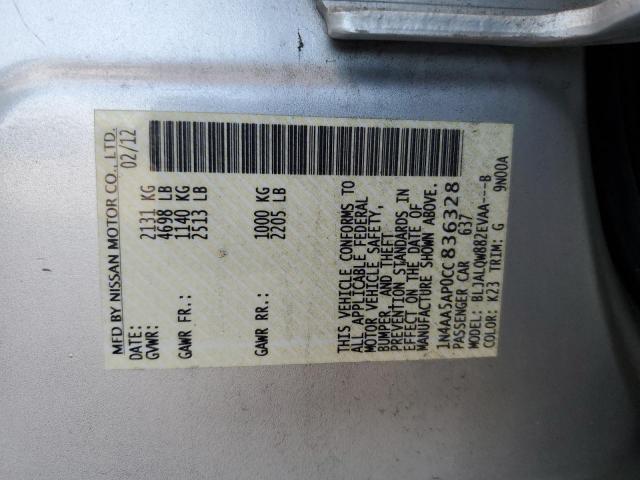 MFD BY NISSAN MOTOR CO., LTD.
DATE: 02/12
GVWR: 2131 KG
4698 LB
GAWR FR.: 1140 KG
2513 LB
GAWR RR.: 1000 KG
2205 LB
THIS VEHICLE CONFORMS TO
ALL APPLICABLE FEDERAL
MOTOR VEHICLE SAFETY,
BUMPER, AND THEFT
PREVENTION STANDARDS IN
EFFECT ON THE DATE OF
MANUFACTURE SHOWN ABOVE.
1N4AA5AP0CC836328
PASSENGER CAR G37
MODEL: BLJALQWA82EVAA---B
COLOR: K23 TRIM: G 9N00A